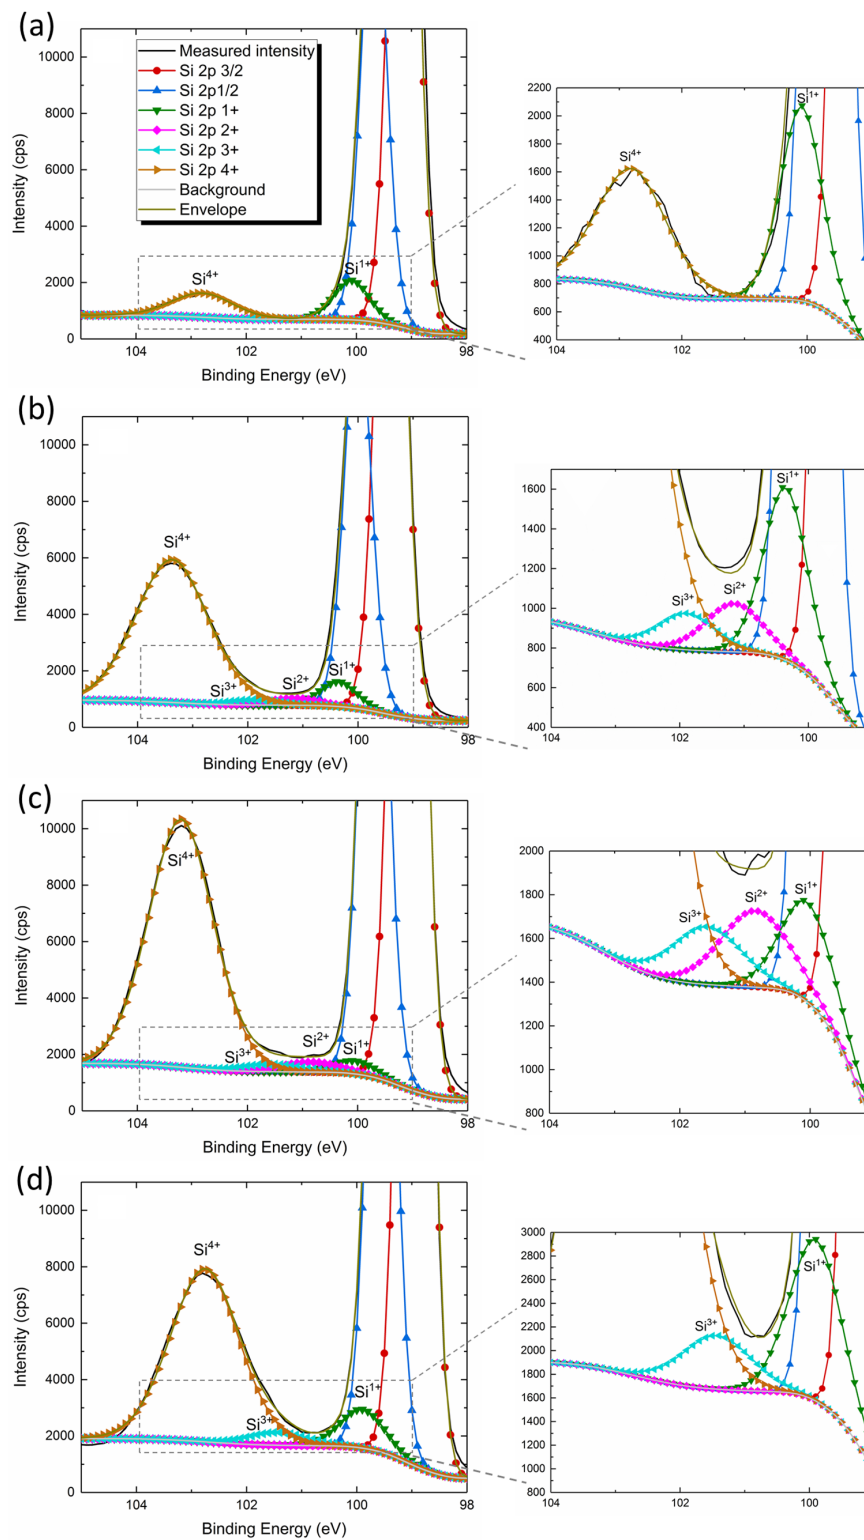 (a)
Intensity (cps)
10000
8000
6000
4000
2000
0
Measured intensity
Si 2p 3/2
Si 2p1/2
Si 2p 1+
Si 2p 2+
Si 2p 3+
Si 2p 4+
Background
Envelope
Si⁴⁺
Si¹⁺
104
102
100
98
Binding Energy (eV)
2200
2000
1800
1600
1400
1200
1000
800
600
400
Si⁴⁺
Si¹⁺
104
102
100
(b)
Intensity (cps)
10000
8000
6000
4000
2000
0
Si⁴⁺
Si³⁺
Si²⁺
Si¹⁺
104
102
100
98
Binding Energy (eV)
1600
1400
1200
1000
800
600
400
Si³⁺
Si²⁺
Si¹⁺
104
102
100
(c)
Intensity (cps)
10000
8000
6000
4000
2000
0
Si⁴⁺
Si³⁺
Si²⁺
Si¹⁺
104
102
100
98
Binding Energy (eV)
2000
1800
1600
1400
1200
1000
800
Si³⁺
Si²⁺
Si¹⁺
104
102
100
(d)
Intensity (cps)
10000
8000
6000
4000
2000
0
Si⁴⁺
Si³⁺
Si¹⁺
104
102
100
98
Binding Energy (eV)
3000
2800
2600
2400
2200
2000
1800
1600
1400
1200
1000
800
Si³⁺
Si¹⁺
104
102
100